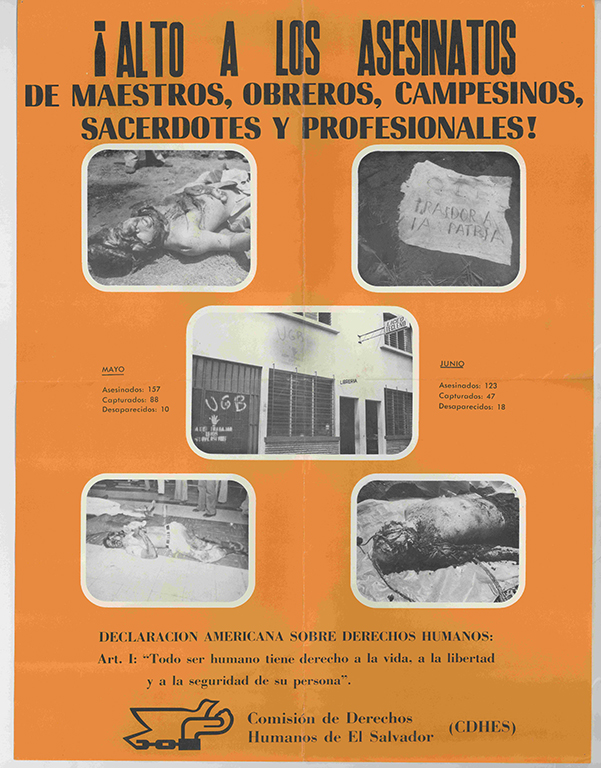 ¡ALTO A LOS ASESINATOS
DE MAESTROS, OBREROS, CAMPESINOS,
SACERDOTES Y PROFESIONALES!
TRAIDOR A
LA PATRIA
UGB
LIBRERIA
UGB
MAYO
Asesinados: 157
Capturados: 88
Desaparecidos: 10
JUNIO
Asesinados: 123
Capturados: 47
Desaparecidos: 18
DECLARACION AMERICANA SOBRE DERECHOS HUMANOS:
Art. I: “Todo ser humano tiene derecho a la vida, a la libertad
y a la seguridad de su persona”.
Comisión de Derechos
Humanos de El Salvador (CDHES)